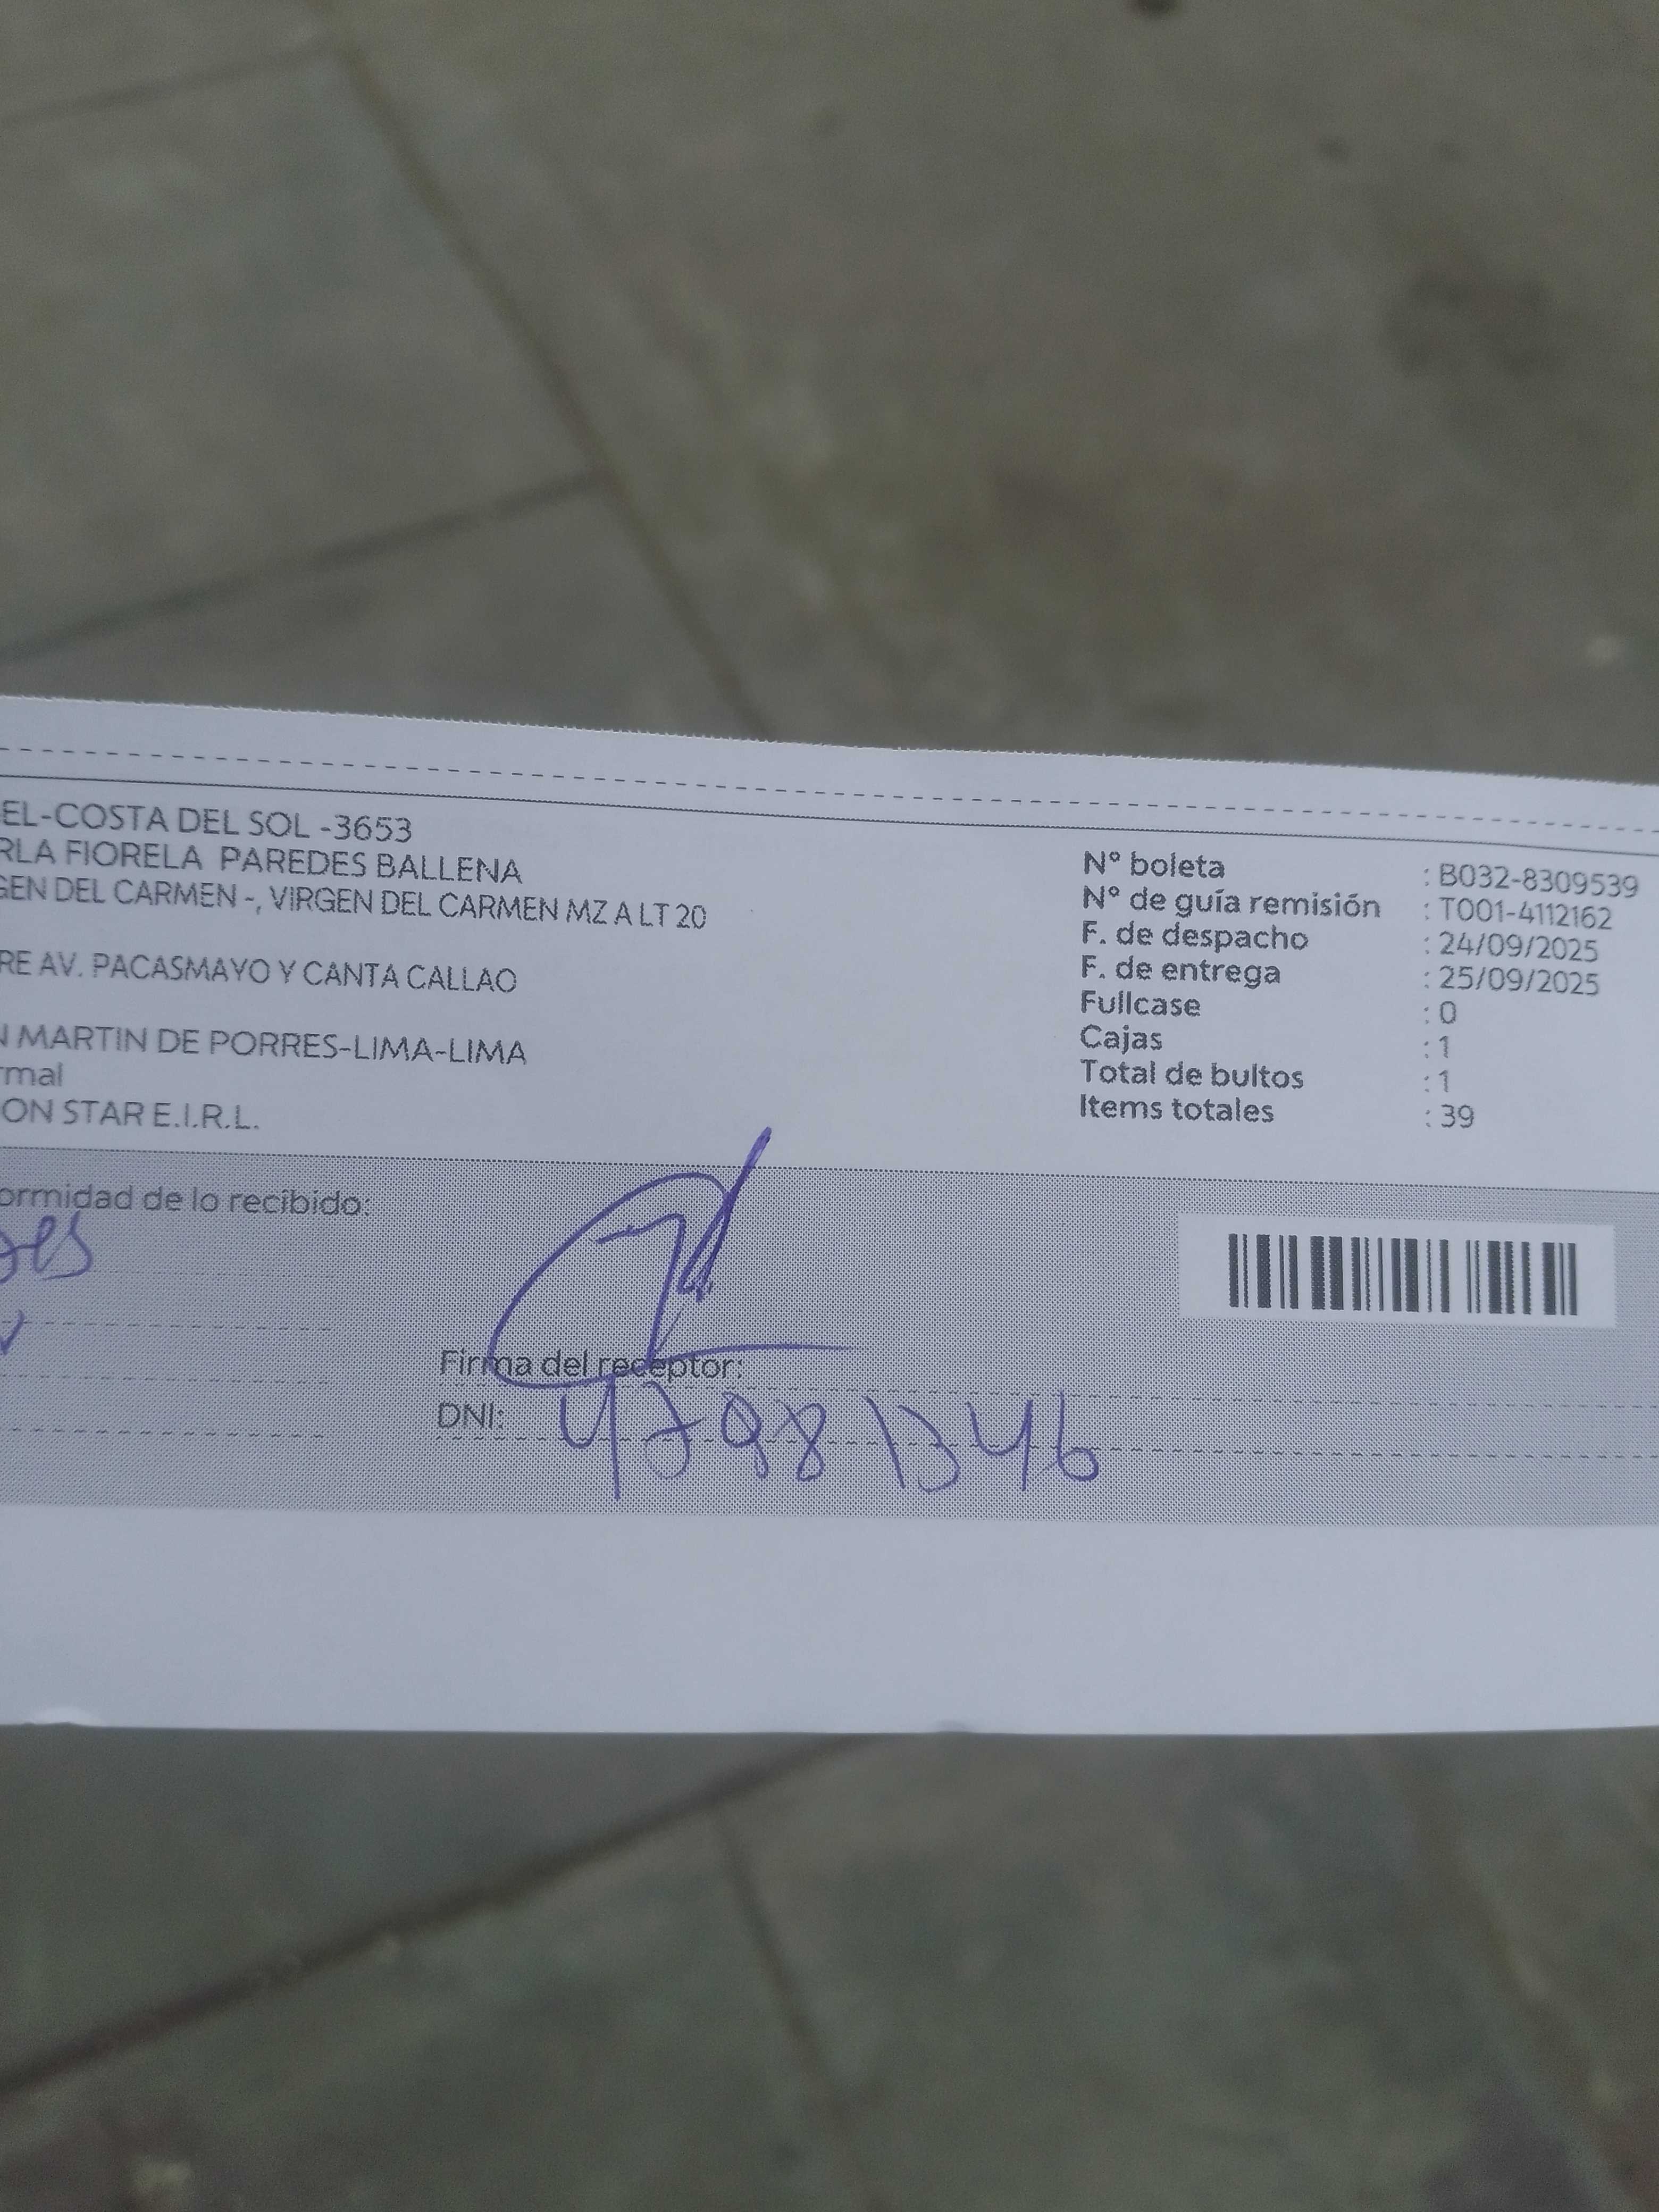 EL-COSTA DEL SOL -3653
RLA FIORELA PAREDES BALLENA
GEN DEL CARMEN -, VIRGEN DEL CARMEN MZ A LT 20
RE AV. PACASMAYO Y CANTA CALLAO
N MARTIN DE PORRES-LIMA-LIMA
rmal
ON STAR E.I.R.L.
Nº boleta : B032-8309539
Nº de guía remisión : T001-4112162
F. de despacho : 24/09/2025
F. de entrega : 25/09/2025
Fullcase : 0
Cajas : 1
Total de bultos : 1
Items totales : 39
ormidad de lo recibido:
des
Firma del receptor:
DNI: 47981346